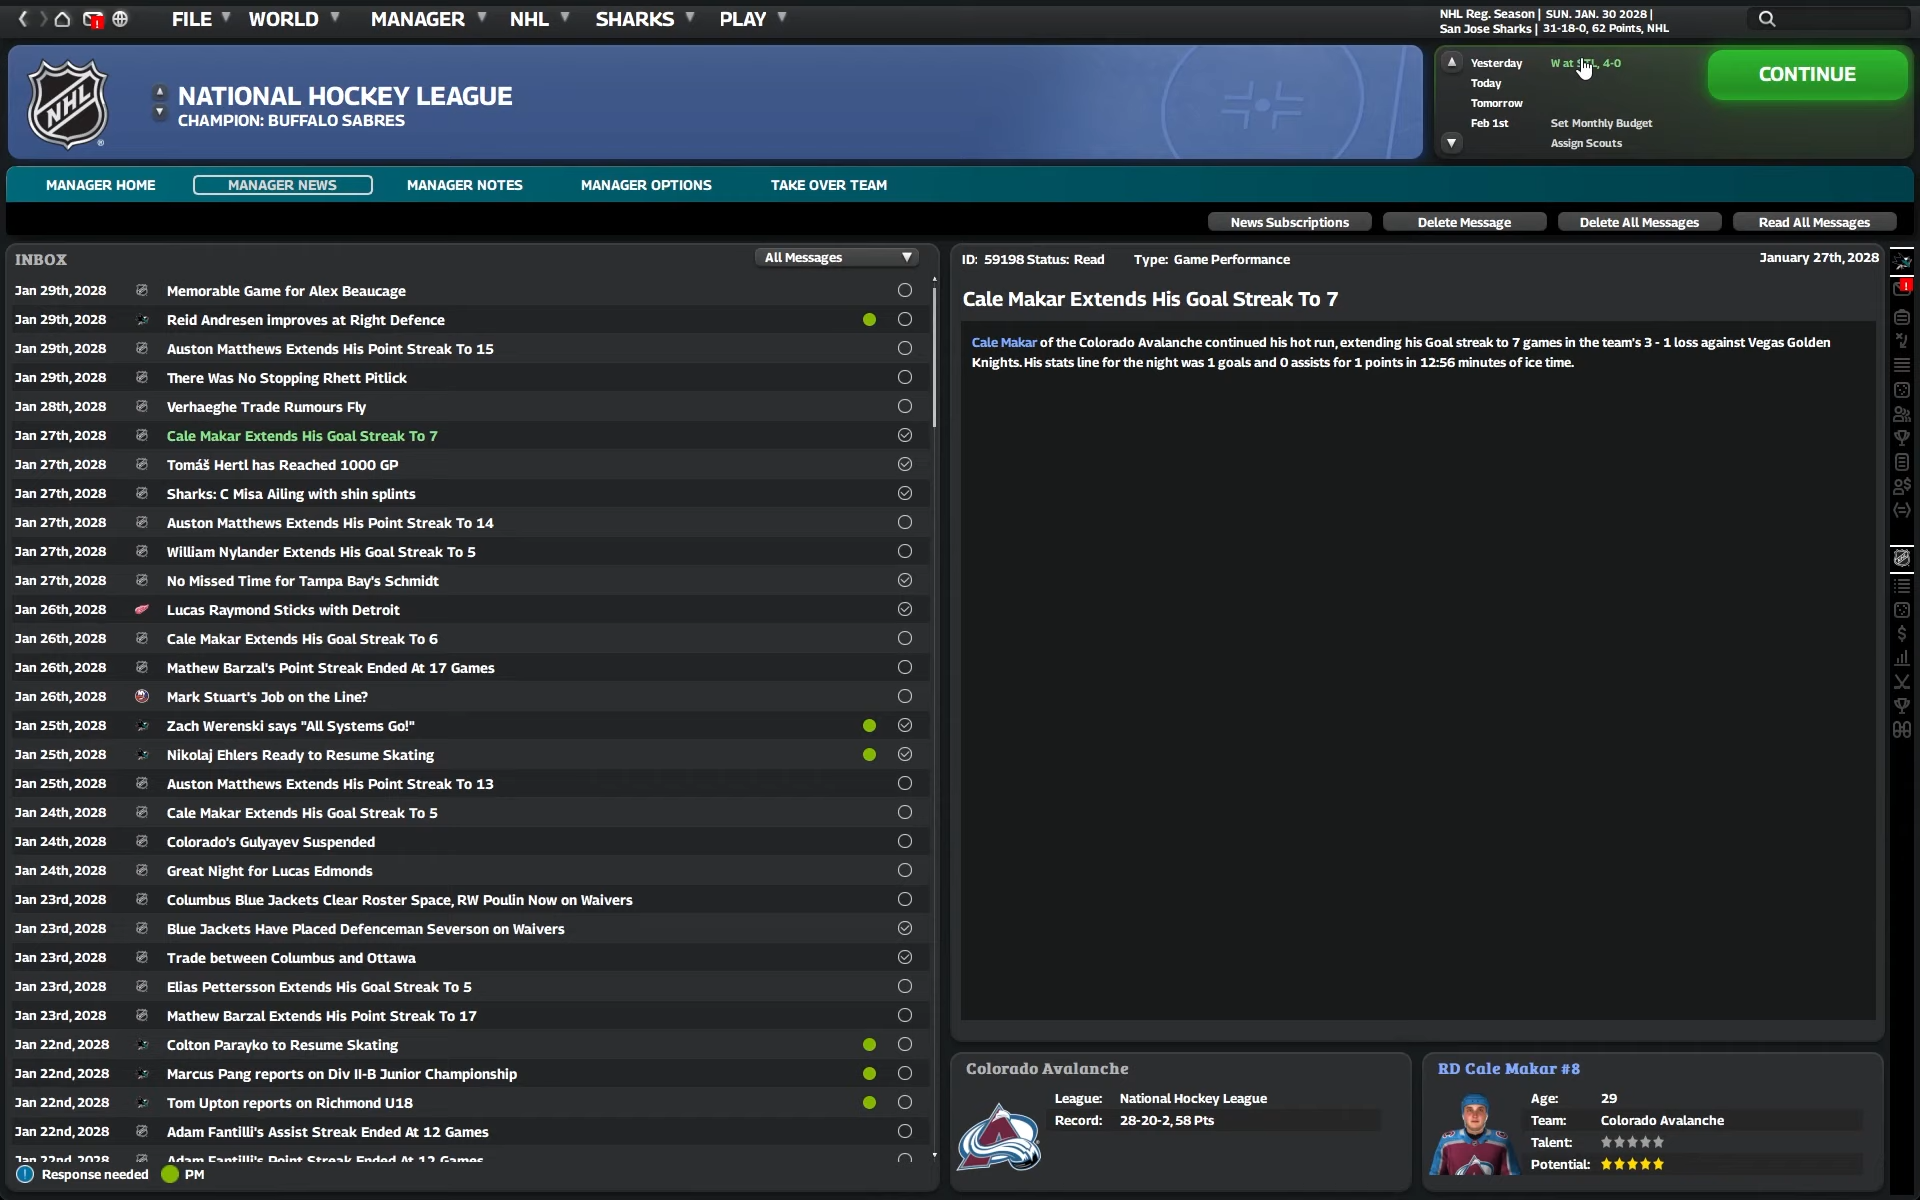 FILE WORLD MANAGER NHL SHARKS PLAY
NHL Reg. Season | SUN. JAN. 30 2028 |
San Jose Sharks | 31-18-0, 62 Points, NHL
NATIONAL HOCKEY LEAGUE
CHAMPION: BUFFALO SABRES
NHL
Yesterday W at STL, 4-0
Today
Tomorrow
Feb 1st Set Monthly Budget
Assign Scouts
CONTINUE
MANAGER HOME MANAGER NEWS MANAGER NOTES MANAGER OPTIONS TAKE OVER TEAM
News Subscriptions Delete Message Delete All Messages Read All Messages
INBOX All Messages
Jan 29th, 2028 Memorable Game for Alex Beaucage
Jan 29th, 2028 Reid Andresen improves at Right Defence
Jan 29th, 2028 Auston Matthews Extends His Point Streak To 15
Jan 29th, 2028 There Was No Stopping Rhett Pitlick
Jan 28th, 2028 Verhaeghe Trade Rumours Fly
Jan 27th, 2028 Cale Makar Extends His Goal Streak To 7
Jan 27th, 2028 Tomáš Hertl has Reached 1000 GP
Jan 27th, 2028 Sharks: C Misa Ailing with shin splints
Jan 27th, 2028 Auston Matthews Extends His Point Streak To 14
Jan 27th, 2028 William Nylander Extends His Goal Streak To 5
Jan 27th, 2028 No Missed Time for Tampa Bay's Schmidt
Jan 26th, 2028 Lucas Raymond Sticks with Detroit
Jan 26th, 2028 Cale Makar Extends His Goal Streak To 6
Jan 26th, 2028 Mathew Barzal's Point Streak Ended At 17 Games
Jan 26th, 2028 Mark Stuart's Job on the Line?
Jan 25th, 2028 Zach Werenski says "All Systems Go!"
Jan 25th, 2028 Nikolaj Ehlers Ready to Resume Skating
Jan 25th, 2028 Auston Matthews Extends His Point Streak To 13
Jan 24th, 2028 Cale Makar Extends His Goal Streak To 5
Jan 24th, 2028 Colorado's Gulyayev Suspended
Jan 24th, 2028 Great Night for Lucas Edmonds
Jan 23rd, 2028 Columbus Blue Jackets Clear Roster Space, RW Poulin Now on Waivers
Jan 23rd, 2028 Blue Jackets Have Placed Defenceman Severson on Waivers
Jan 23rd, 2028 Trade between Columbus and Ottawa
Jan 23rd, 2028 Elias Pettersson Extends His Goal Streak To 5
Jan 23rd, 2028 Mathew Barzal Extends His Point Streak To 17
Jan 22nd, 2028 Colton Parayko to Resume Skating
Jan 22nd, 2028 Marcus Pang reports on Div II-B Junior Championship
Jan 22nd, 2028 Tom Upton reports on Richmond U18
Jan 22nd, 2028 Adam Fantilli's Assist Streak Ended At 12 Games
Jan 22nd, 2028 Adam Fantilli's Point Streak Ended At 12 Games
Response needed PM
ID: 59198 Status: Read Type: Game Performance January 27th, 2028
Cale Makar Extends His Goal Streak To 7
Cale Makar of the Colorado Avalanche continued his hot run, extending his Goal streak to 7 games in the team's 3 - 1 loss against Vegas Golden
Knights. His stats line for the night was 1 goals and 0 assists for 1 points in 12:56 minutes of ice time.
Colorado Avalanche
League: National Hockey League
Record: 28-20-2, 58 Pts
RD Cale Makar #8
Age: 29
Team: Colorado Avalanche
Talent:
Potential: